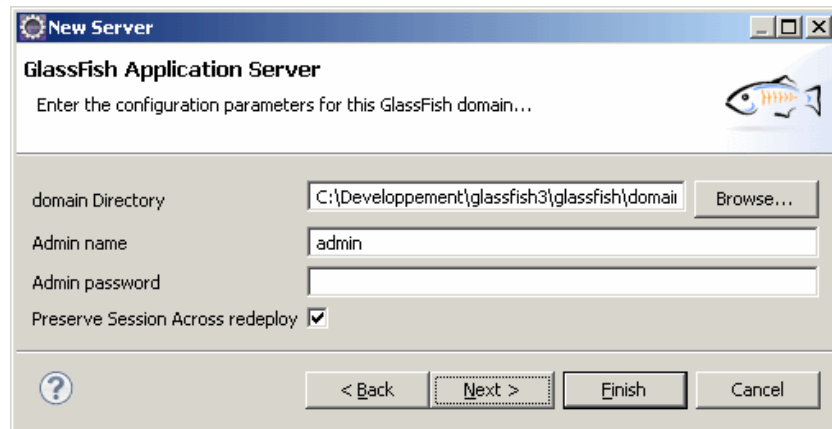 New Server
GlassFish Application Server
Enter the configuration parameters for this GlassFish domain...
domain Directory C:\Developpement\glassfish3\glassfish\domain Browse...
Admin name admin
Admin password
Preserve Session Across redeploy
? < Back Next > Finish Cancel